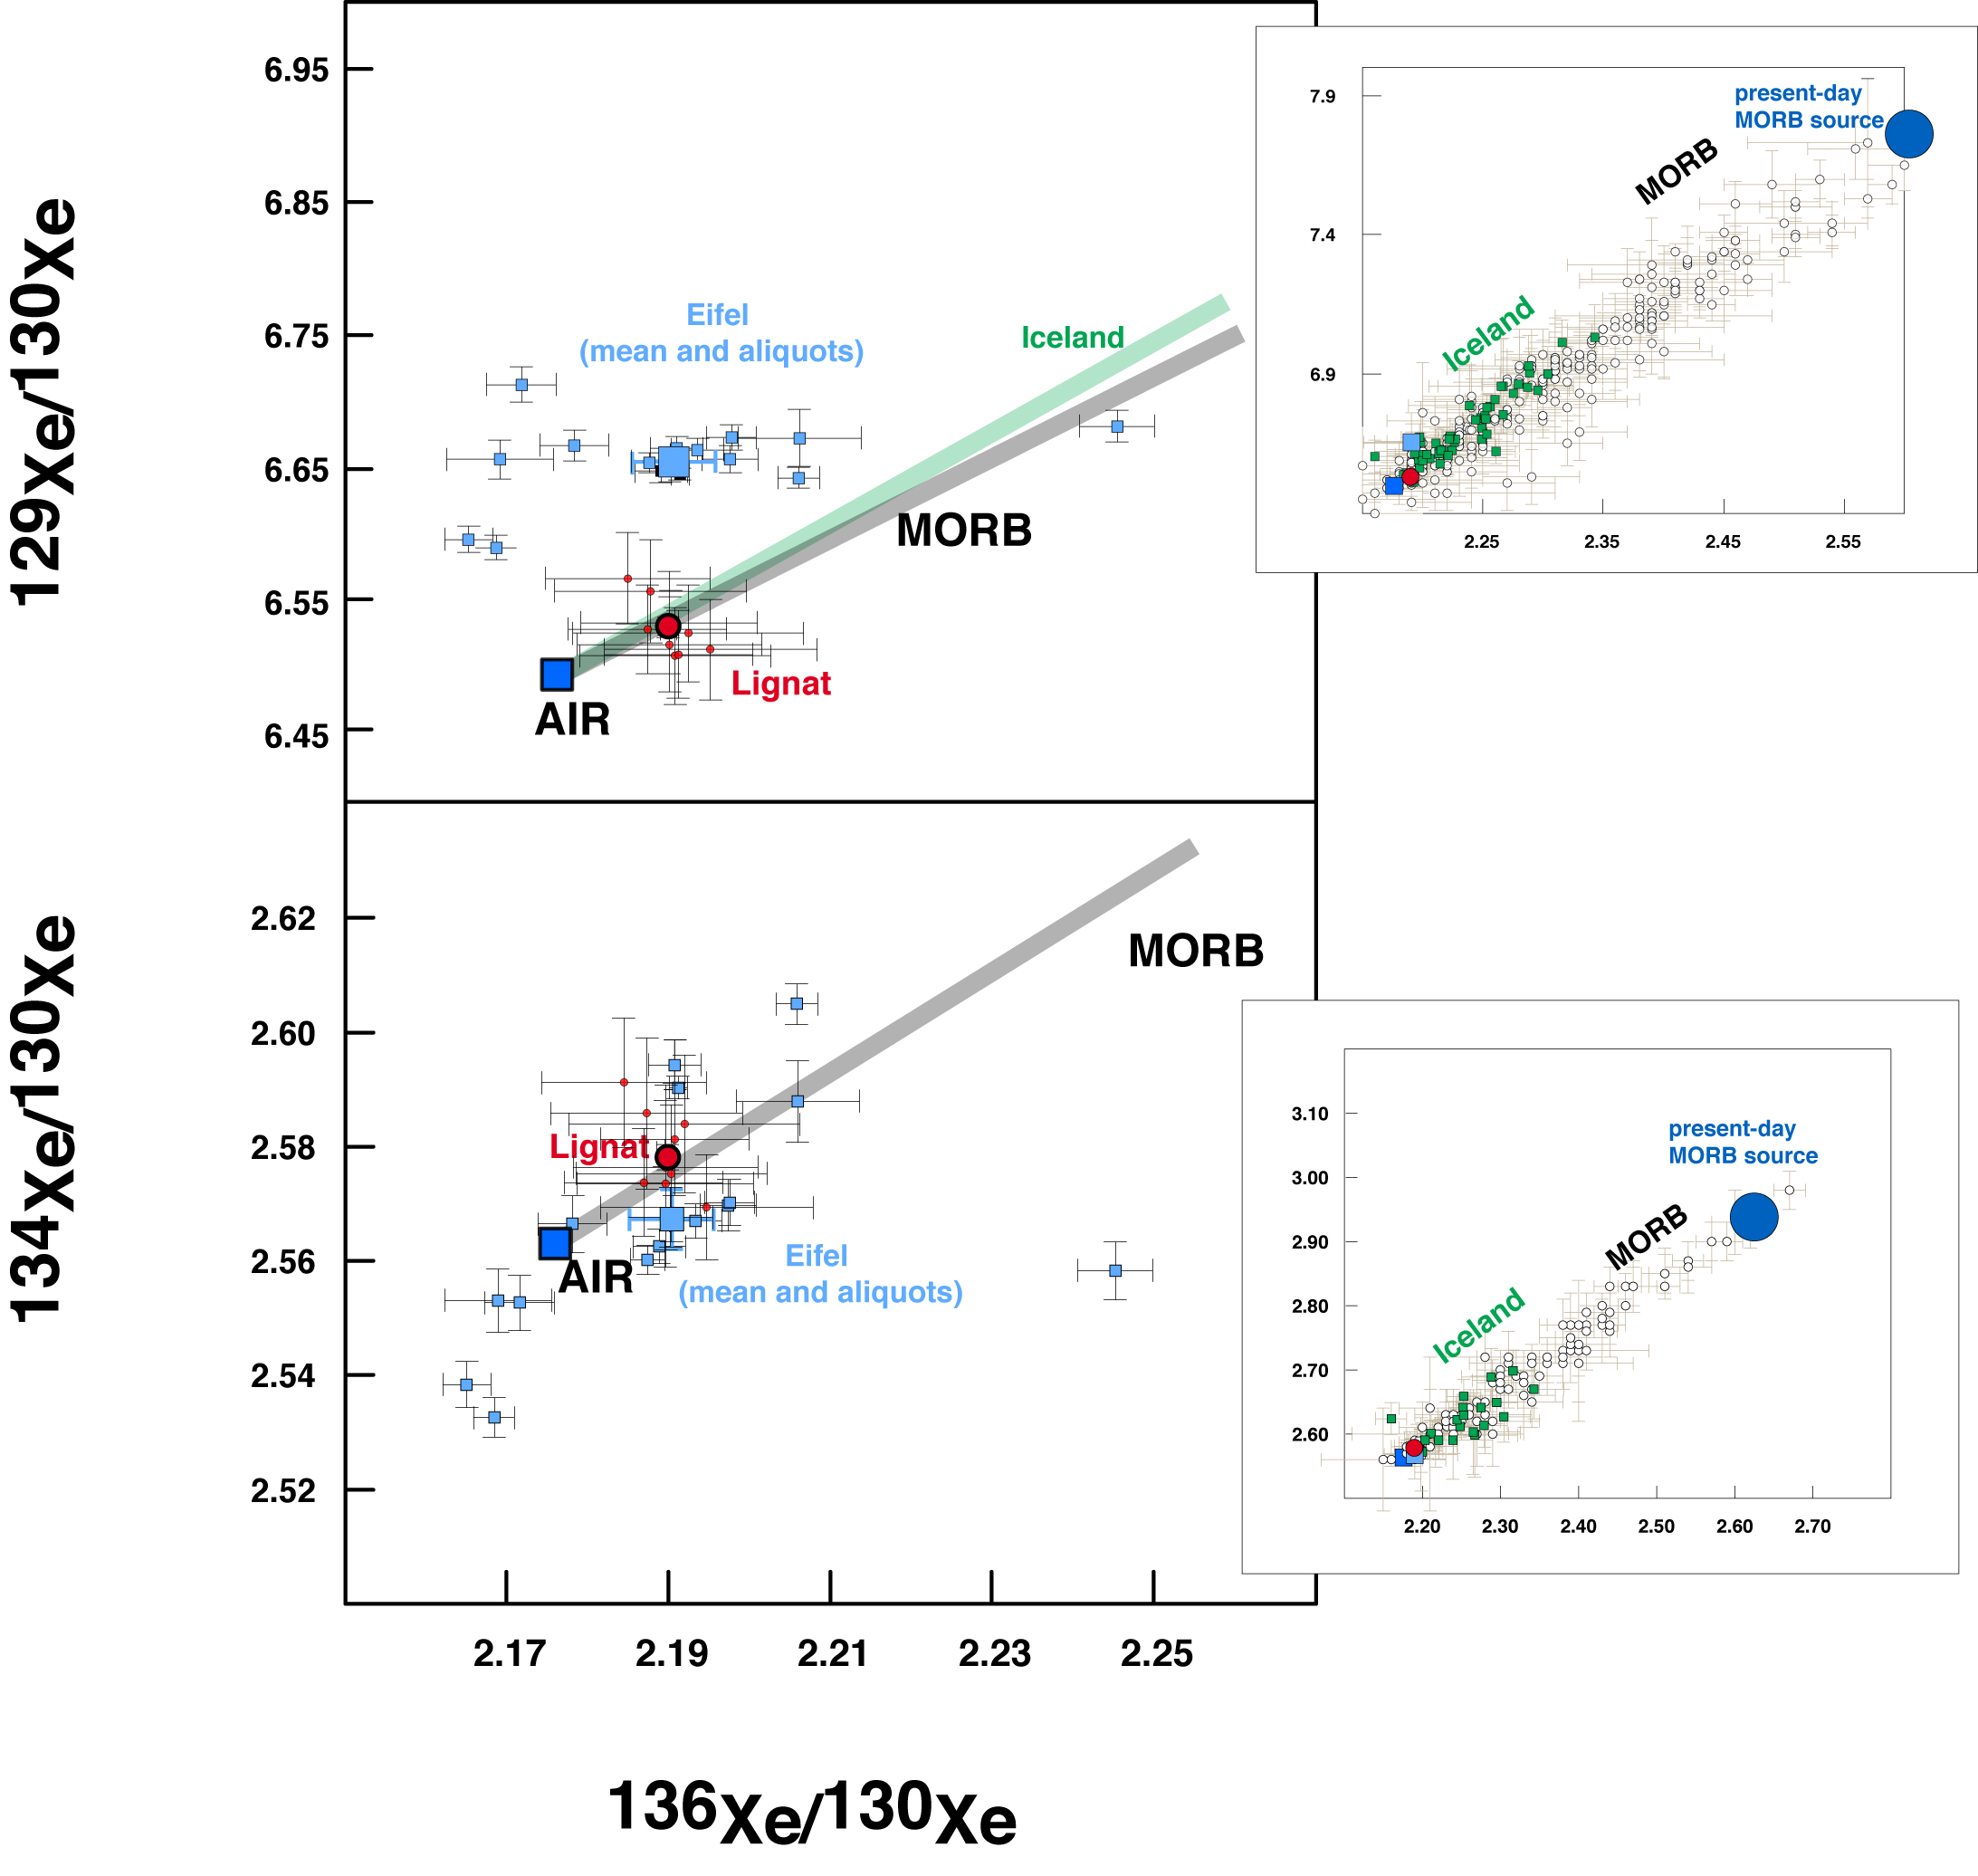 129Xe/130Xe
6.95
6.85
6.75
6.65
6.55
6.45
Eifel
(mean and aliquots)
Iceland
MORB
Lignat
AIR
7.9
7.4
6.9
present-day
MORB source
MORB
Iceland
2.25
2.35
2.45
2.55
134Xe/130Xe
2.62
2.60
2.58
2.56
2.54
2.52
MORB
Lignat
AIR
Eifel
(mean and aliquots)
3.10
3.00
2.90
2.80
2.70
2.60
present-day
MORB source
MORB
Iceland
2.20
2.30
2.40
2.50
2.60
2.70
2.17
2.19
2.21
2.23
2.25
136Xe/130Xe